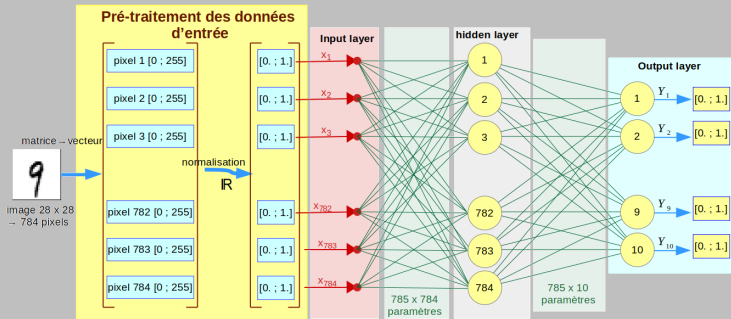 Pré-traitement des données
d'entrée
Input layer
hidden layer
Output layer
pixel 1 [0 ; 255]
[0. ; 1.]
x1
1
pixel 2 [0 ; 255]
[0. ; 1.]
x2
2
1
Y1
[0. ; 1.]
pixel 3 [0 ; 255]
[0. ; 1.]
x3
3
2
Y2
[0. ; 1.]
matrice→vecteur
normalisation
IR
9
image 28 x 28
→ 784 pixels
pixel 782 [0 ; 255]
[0. ; 1.]
x782
782
9
Y9
[0. ; 1.]
pixel 783 [0 ; 255]
[0. ; 1.]
x783
783
10
Y10
[0. ; 1.]
pixel 784 [0 ; 255]
[0. ; 1.]
x784
784
785 x 784
paramètres
785 x 10
paramètres